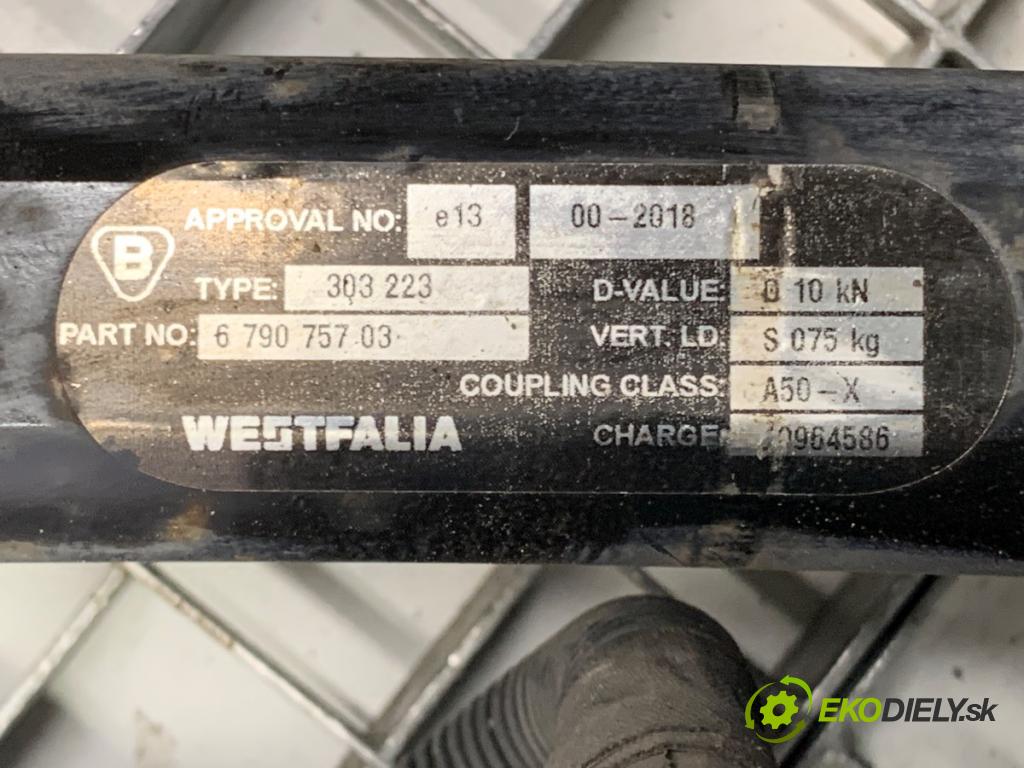 APPROVAL NO: e13 00-2018
B
TYPE: 303 223 D-VALUE: D 10 kN
PART NO: 6 790 757 03 VERT. LD S 075 kg
COUPLING CLASS: A50-X
WESTFALIA CHARGE:
EKODIELY.sk